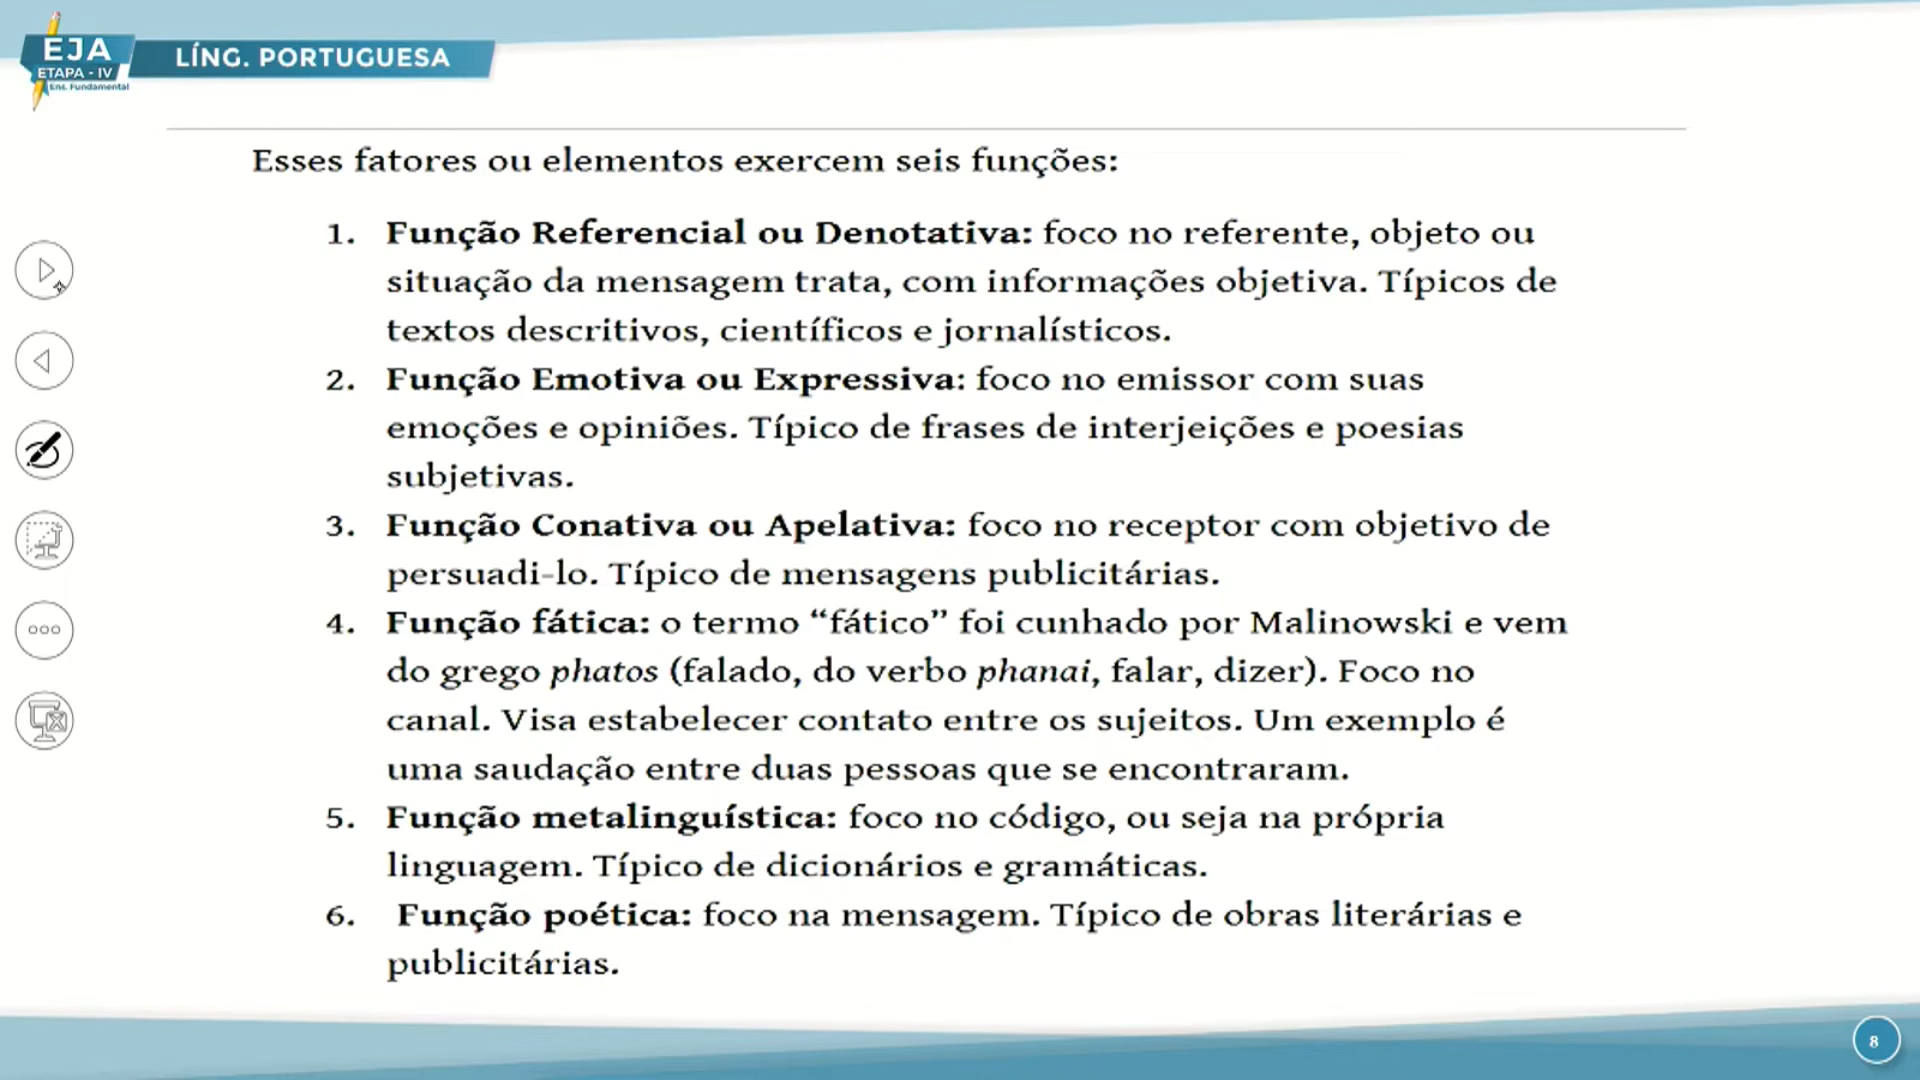 EJA
ETAPA - IV
Ens. Fundamental
LÍNG. PORTUGUESA
Esses fatores ou elementos exercem seis funções:
1. Função Referencial ou Denotativa: foco no referente, objeto ou
situação da mensagem trata, com informações objetiva. Típicos de
textos descritivos, científicos e jornalísticos.
2. Função Emotiva ou Expressiva: foco no emissor com suas
emoções e opiniões. Típico de frases de interjeições e poesias
subjetivas.
3. Função Conativa ou Apelativa: foco no receptor com objetivo de
persuadi-lo. Típico de mensagens publicitárias.
4. Função fática: o termo “fático” foi cunhado por Malinowski e vem
do grego phatos (falado, do verbo phanai, falar, dizer). Foco no
canal. Visa estabelecer contato entre os sujeitos. Um exemplo é
uma saudação entre duas pessoas que se encontraram.
5. Função metalinguística: foco no código, ou seja na própria
linguagem. Típico de dicionários e gramáticas.
6. Função poética: foco na mensagem. Típico de obras literárias e
publicitárias.
8